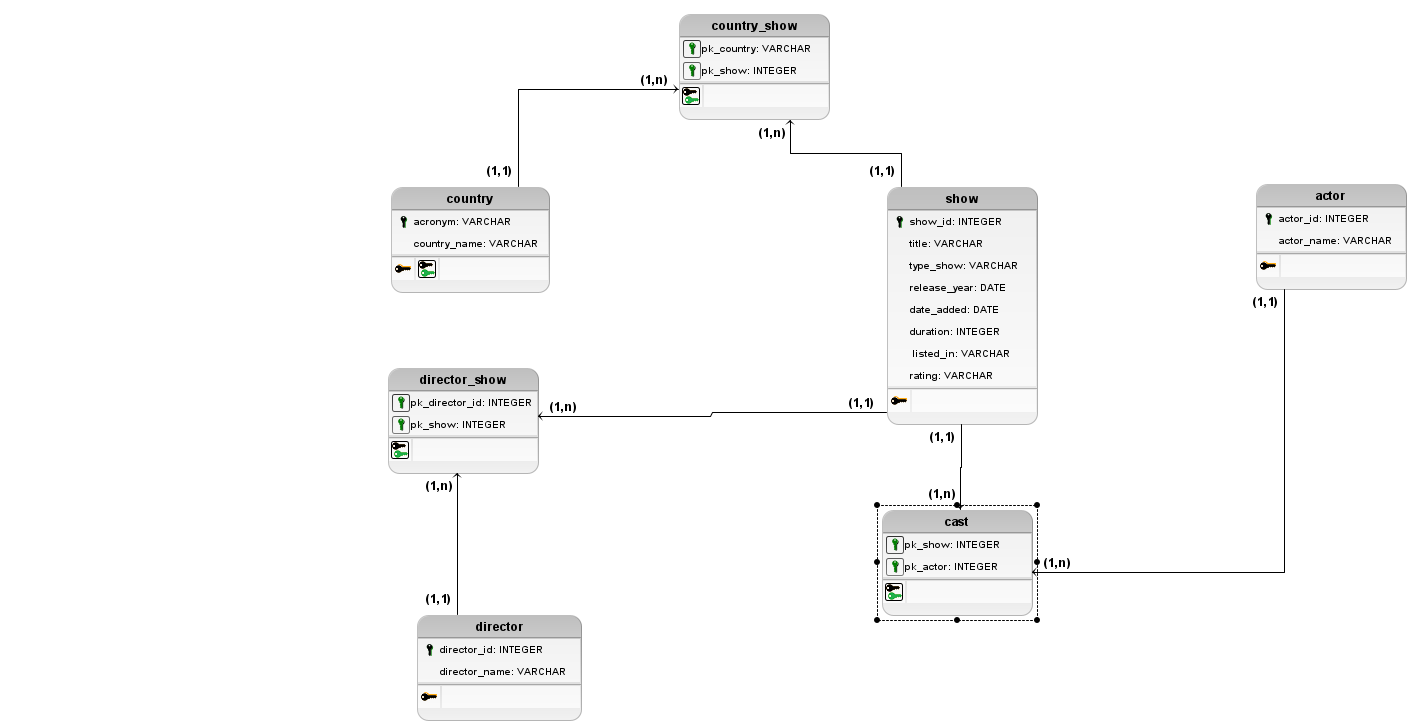 country_show
pk_country: VARCHAR
pk_show: INTEGER
(1,n)
(1,n)
(1,1)
(1,1)
country
acronym: VARCHAR
country_name: VARCHAR
show
show_id: INTEGER
title: VARCHAR
type_show: VARCHAR
release_year: DATE
date_added: DATE
duration: INTEGER
listed_in: VARCHAR
rating: VARCHAR
actor
actor_id: INTEGER
actor_name: VARCHAR
(1,1)
director_show
pk_director_id: INTEGER
pk_show: INTEGER
(1,n)
(1,1)
(1,1)
(1,n)
(1,n)
cast
pk_show: INTEGER
pk_actor: INTEGER
(1,n)
(1,1)
director
director_id: INTEGER
director_name: VARCHAR